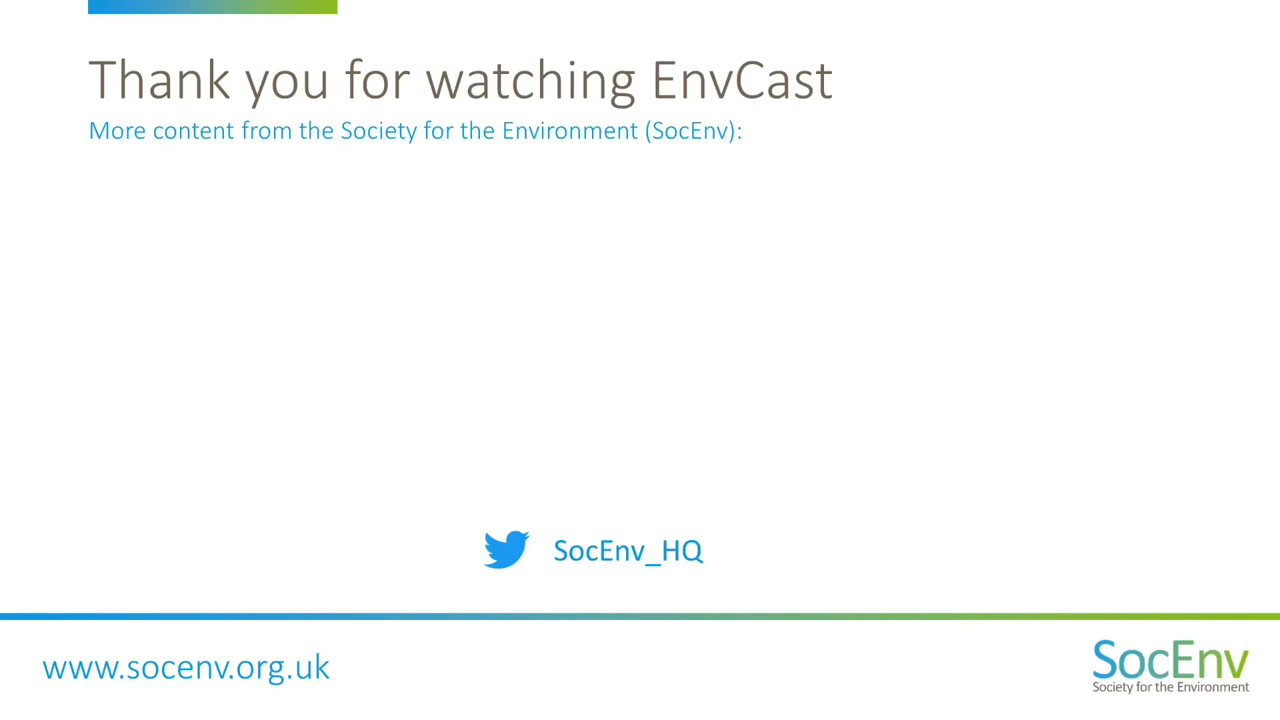 Thank you for watching EnvCast
More content from the Society for the Environment (SocEnv):
SocEnv_HQ
www.socenv.org.uk
SocEnv
Society for the Environment